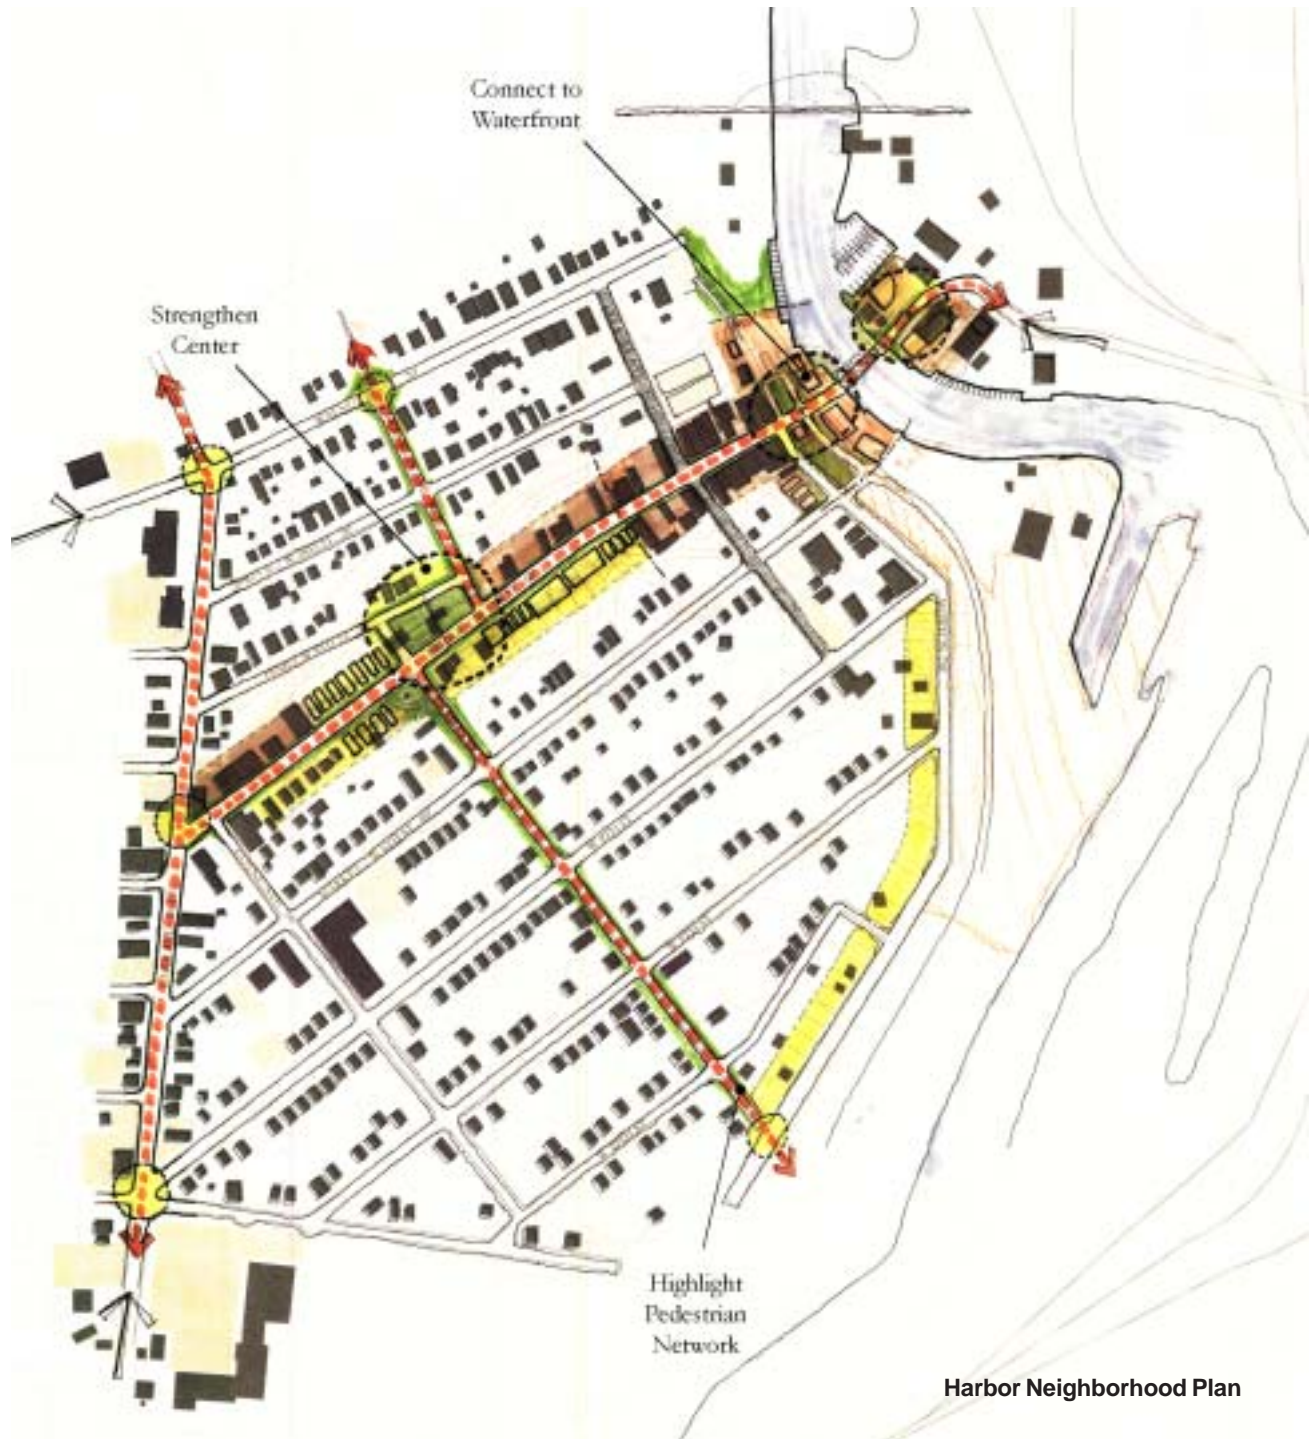 Connect to
Waterfront
Strengthen
Center
Highlight
Pedestrian
Network
Harbor Neighborhood Plan